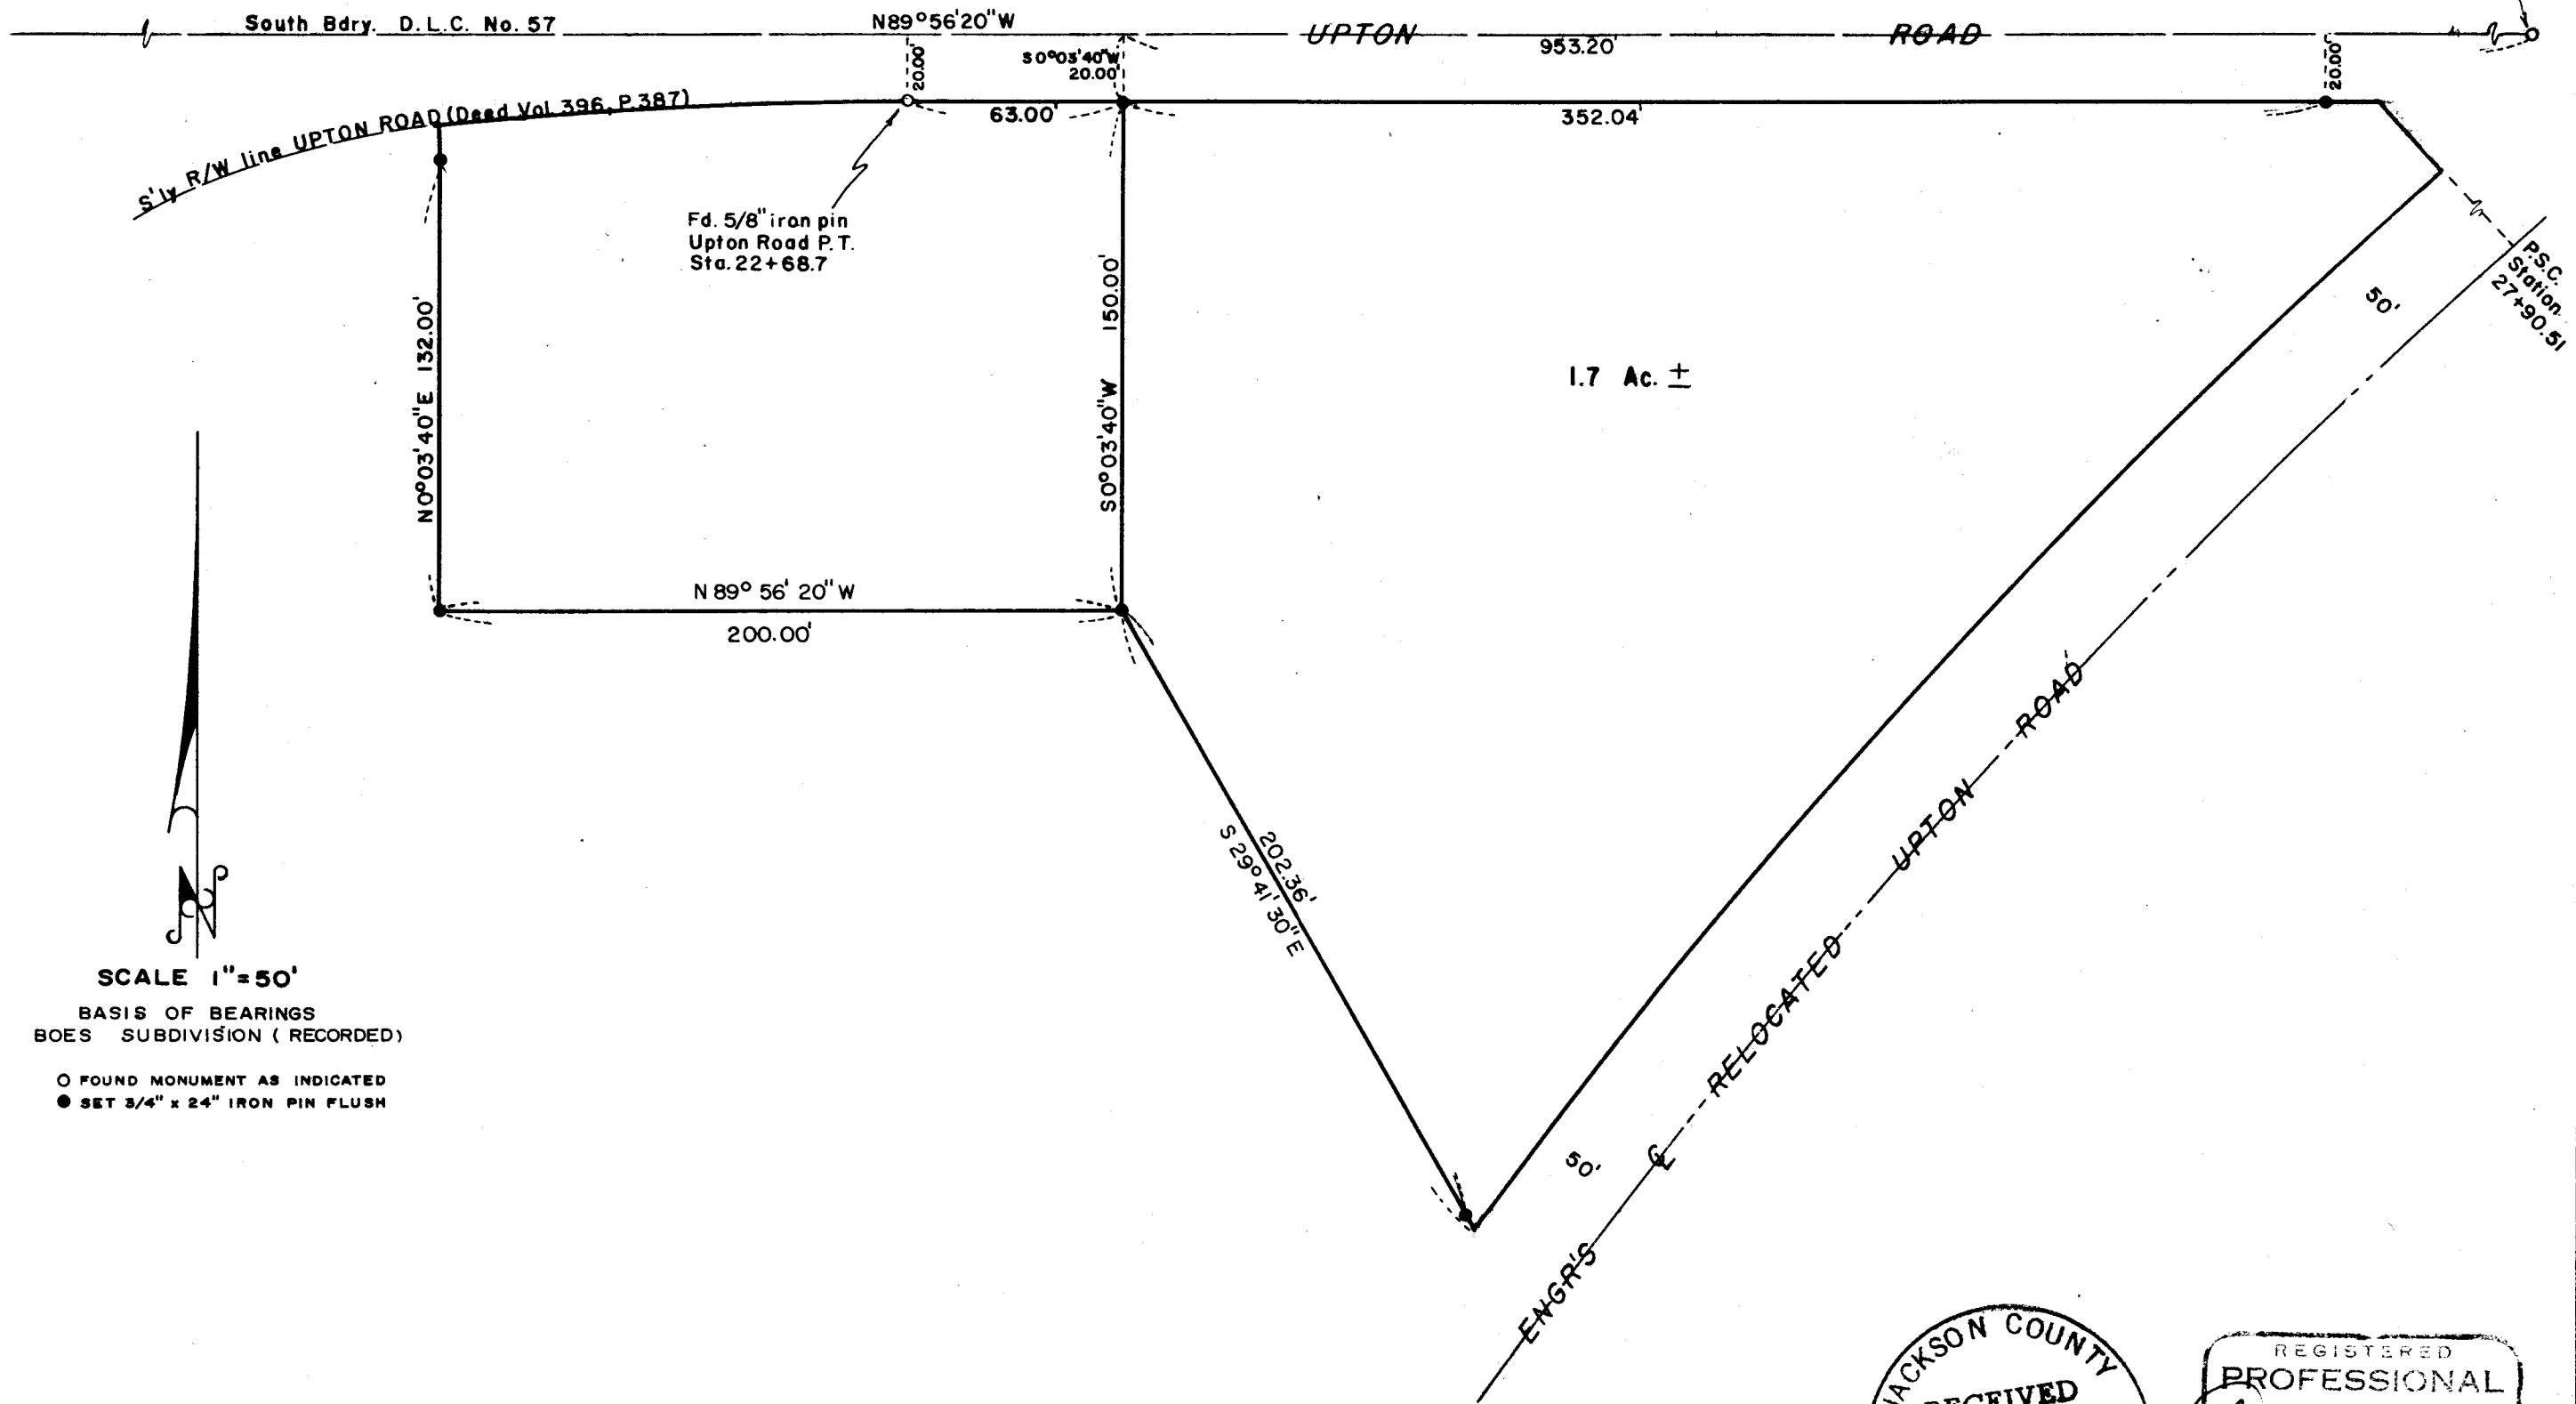 South Bdry. D.L.C. No. 57
N89°56'20"W
UPTON ROAD
953.20'
20.00'
S0°03'40"W
20.00'
20.00'
S'ly R/W line UPTON ROAD (Deed Vol. 396, P. 387)
63.00'
352.04'
Fd. 5/8" iron pin
Upton Road P.T.
Sta. 22+68.7
P.S.C.
Station
27+90.51
50'
N0°03'40"E 132.00'
S0°03'40"W 150.00'
1.7 Ac. ±
N 89° 56' 20" W
200.00'
202.36'
S 29° 41' 30" E
N
SCALE 1"=50'
BASIS OF BEARINGS
BOES SUBDIVISION (RECORDED)
O FOUND MONUMENT AS INDICATED
● SET 3/4" x 24" IRON PIN FLUSH
50'
ENGR'S ℄ RELOCATED UPTON ROAD
JACKSON COUNTY
RECEIVED
REGISTERED
PROFESSIONAL